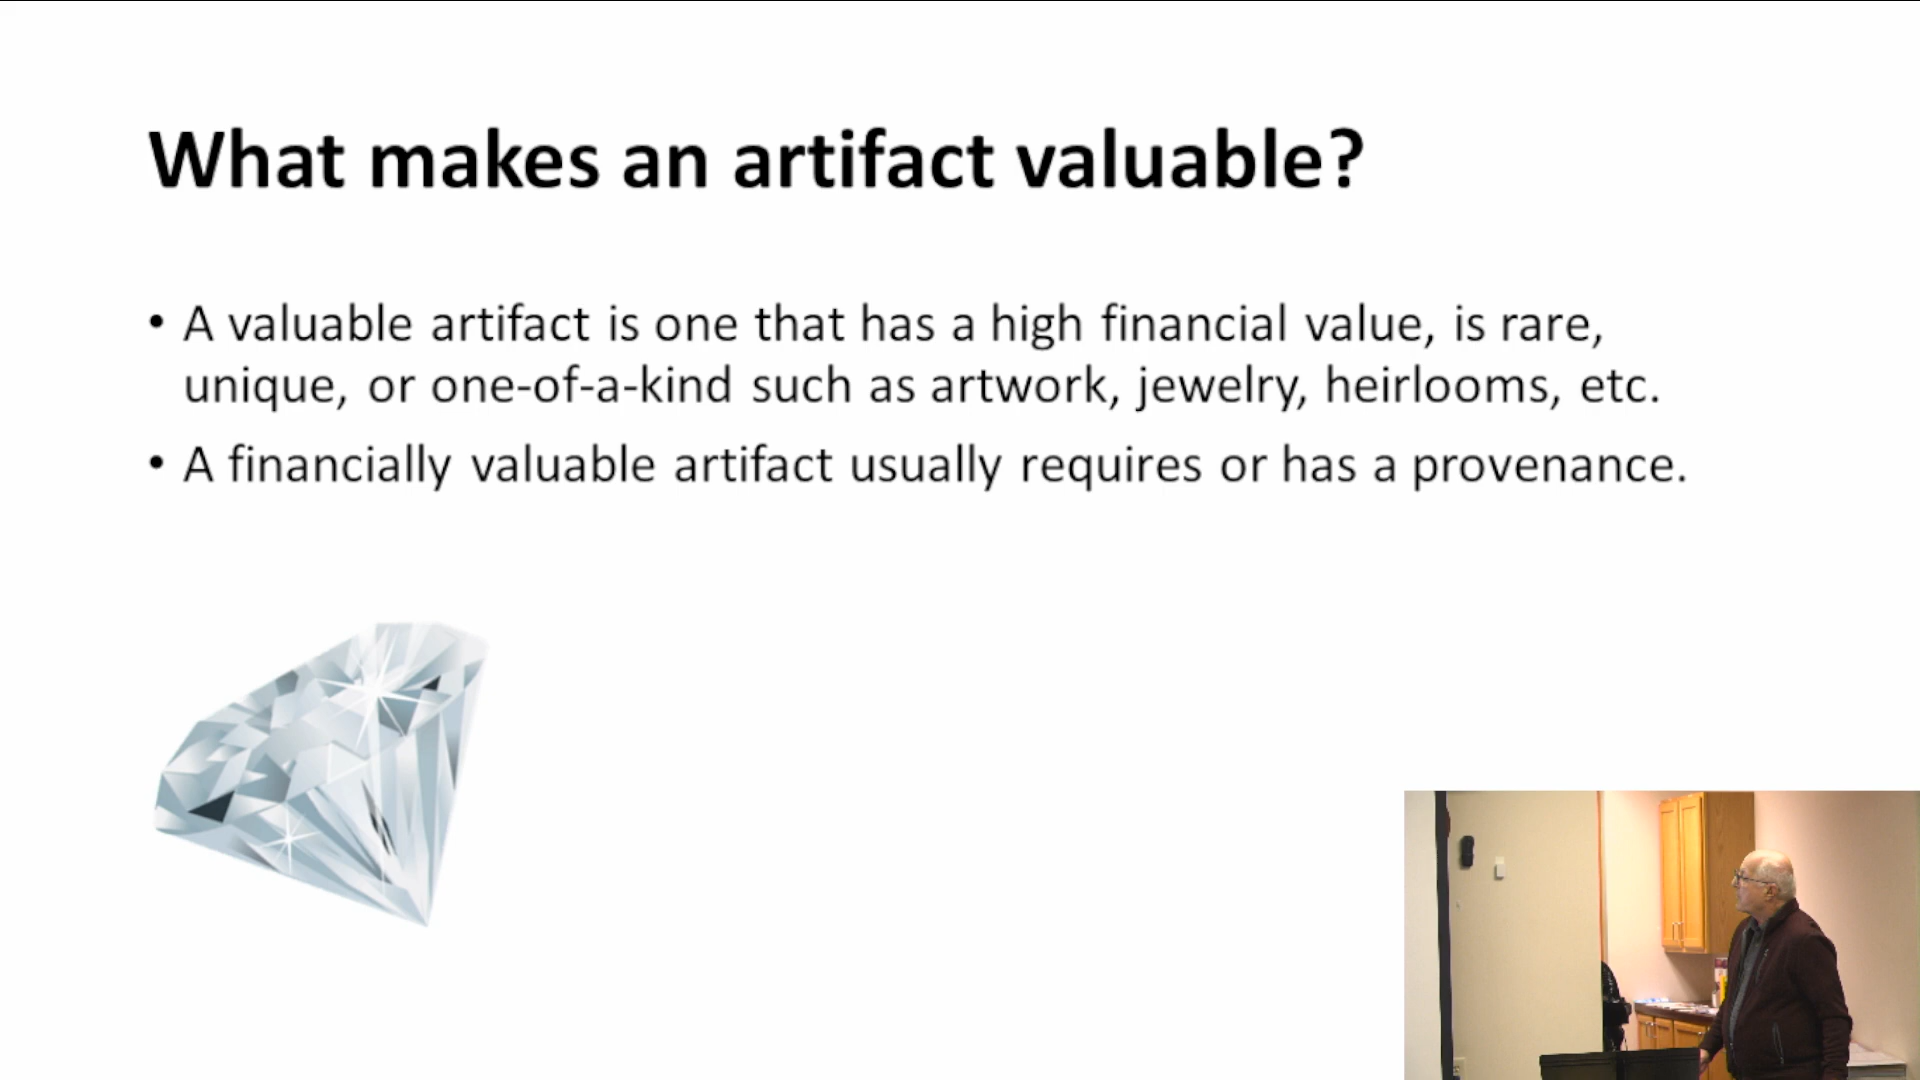 What makes an artifact valuable?
• A valuable artifact is one that has a high financial value, is rare,
unique, or one-of-a-kind such as artwork, jewelry, heirlooms, etc.
• A financially valuable artifact usually requires or has a provenance.